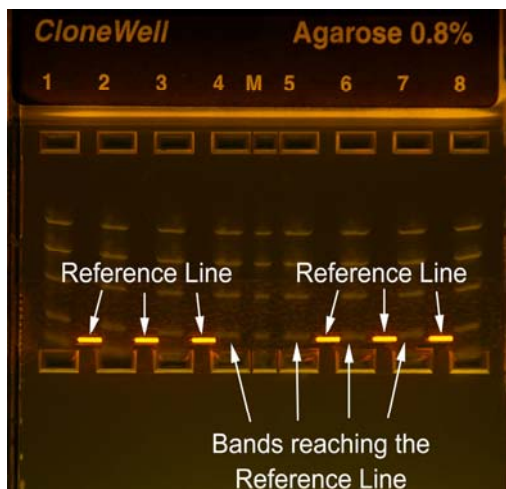 CloneWell Agarose 0.8%
1 2 3 4 M 5 6 7 8
Reference Line Reference Line
Bands reaching the
Reference Line